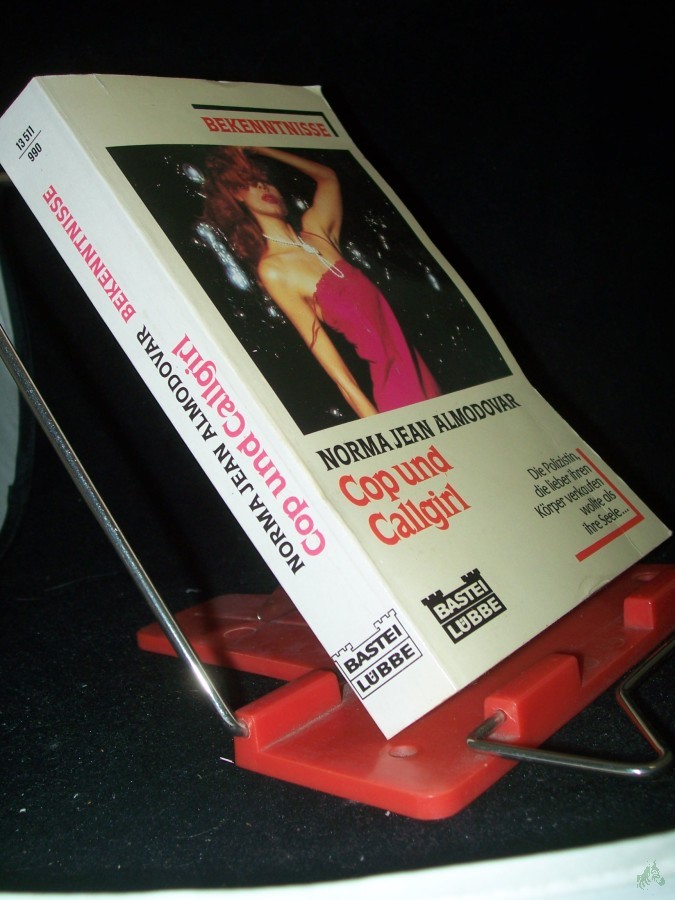 13 511
990
BEKENNTNISSE
NORMA JEAN ALMODOVAR
Cop und Callgirl
BASTEI
LÜBBE
BEKENNTNISSE
NORMA JEAN ALMODOVAR
Cop und
Callgirl
Die Polizistin,
die lieber ihren
Körper verkaufen
wollte als
ihre Seele...
BASTEI
LÜBBE